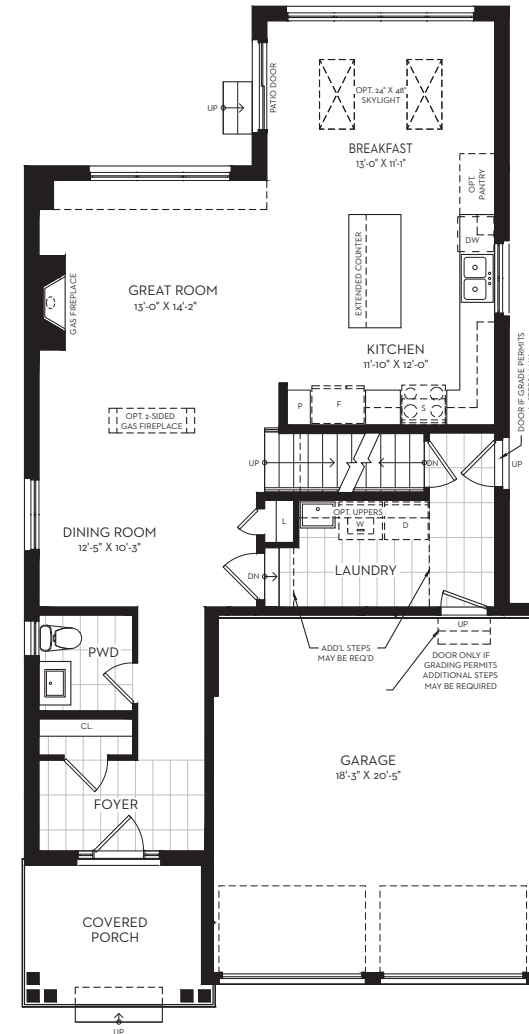 UP
PATIO DOOR
OPT. 24" X 48"
SKYLIGHT
BREAKFAST
13'-0" X 11'-1"
OPT.
PANTRY
DW
GREAT ROOM
13'-0" X 14'-2"
GAS FIREPLACE
EXTENDED COUNTER
KITCHEN
11'-10" X 12'-0"
P
F
S
DOOR IF GRADE PERMITS
OPT. 2-SIDED
GAS FIREPLACE
UP
DN
UP
L
OPT. UPPERS
W
D
DINING ROOM
12'-5" X 10'-3"
LAUNDRY
DN
UP
PWD
ADD'L STEPS
MAY BE REQ'D
DOOR ONLY IF
GRADING PERMITS
ADDITIONAL STEPS
MAY BE REQUIRED
CL.
GARAGE
18'-3" X 20'-5"
FOYER
COVERED
PORCH
UP